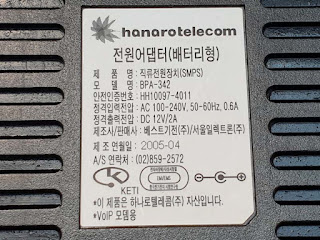 hanarotelecom
전원어댑터(배터리형)
제 품 명: 직류전원장치(SMPS)
모 델 명: BPA-342
안전인증번호: HH10097-4011
정격입력전압: AC 100-240V, 50-60Hz, 0.6A
정격출력전압: DC 12V/2A
제조사/판매사: 베스트기전(주)/서울일렉트론(주)
제조 연월일: 2005-04
A/S 연락처: (02)859-2572
K
KETI
*이 제품은 하나로텔레콤(주) 자산입니다.
*VoIP 모뎀용